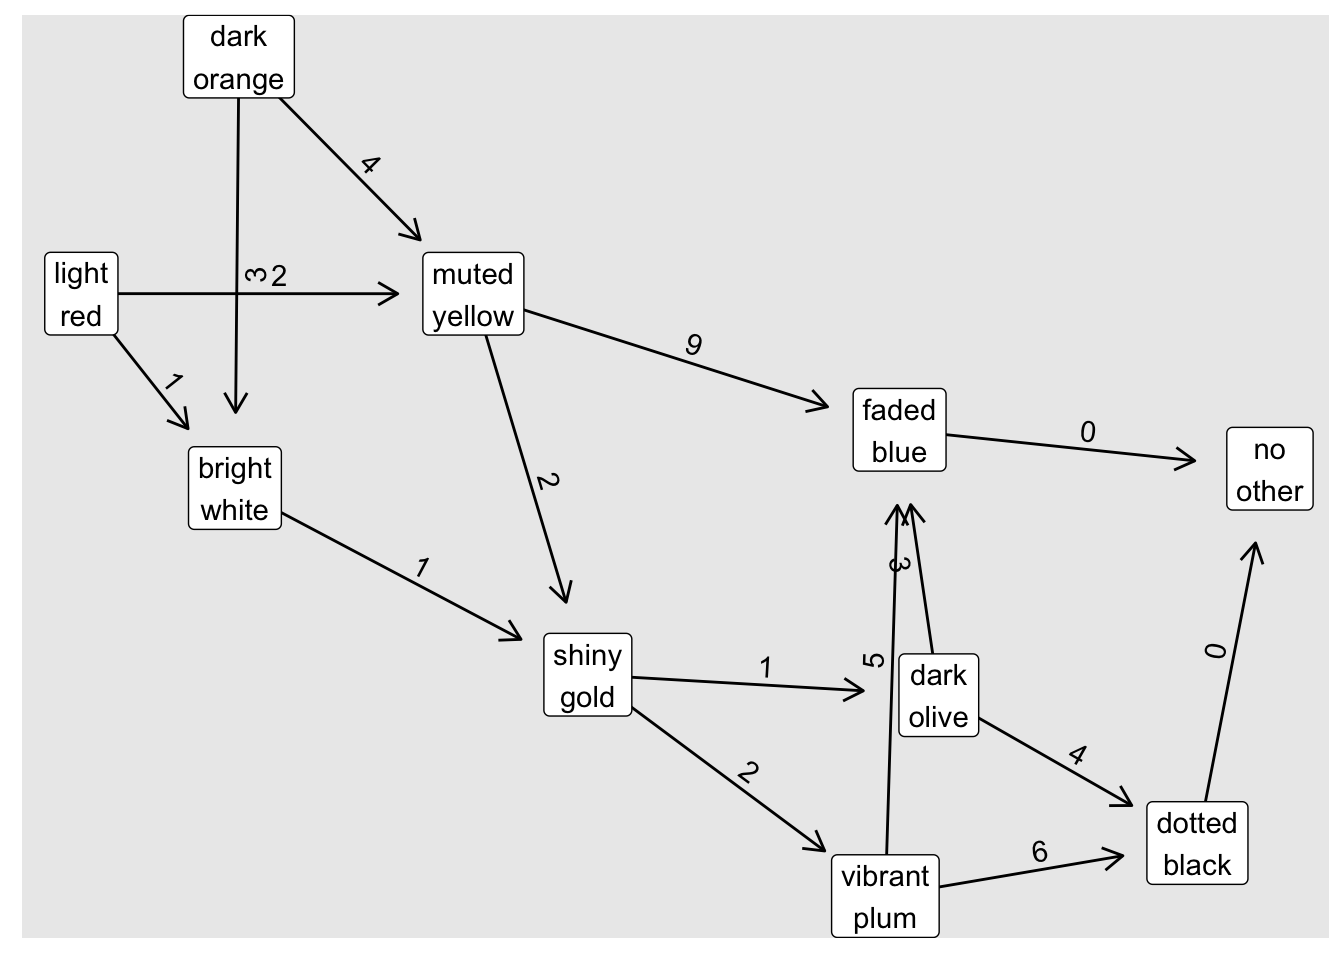 dark
orange
4
light
red
3
2
muted
yellow
1
9
faded
blue
0
no
other
bright
white
2
1
3
shiny
gold
1
5
dark
olive
0
2
4
6
dotted
black
vibrant
plum